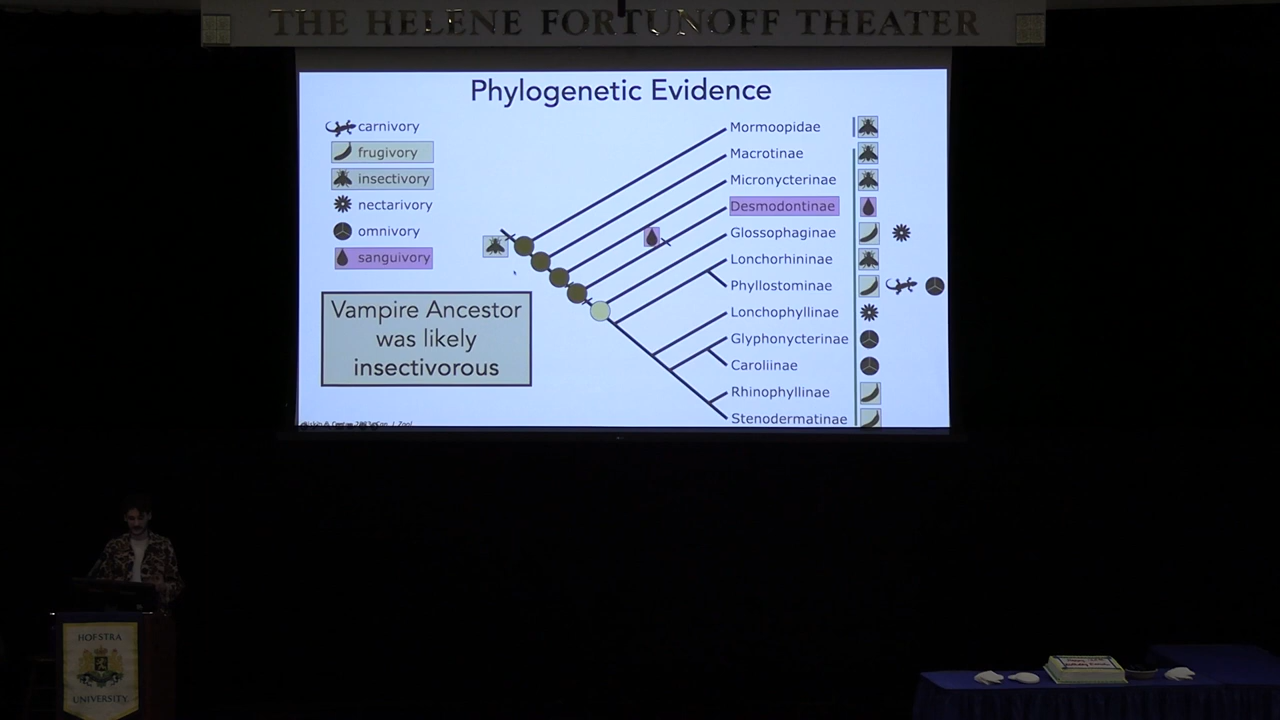 THE HELENE FORTUNOFF THEATER
Phylogenetic Evidence
carnivory
frugivory
insectivory
nectarivory
omnivory
sanguivory
Vampire Ancestor
was likely
insectivorous
Mormoopidae
Macrotinae
Micronycterinae
Desmodontinae
Glossophaginae
Lonchorhininae
Phyllostominae
Lonchophyllinae
Glyphonycterinae
Caroliinae
Rhinophyllinae
Stenodermatinae
HOFSTRA
UNIVERSITY